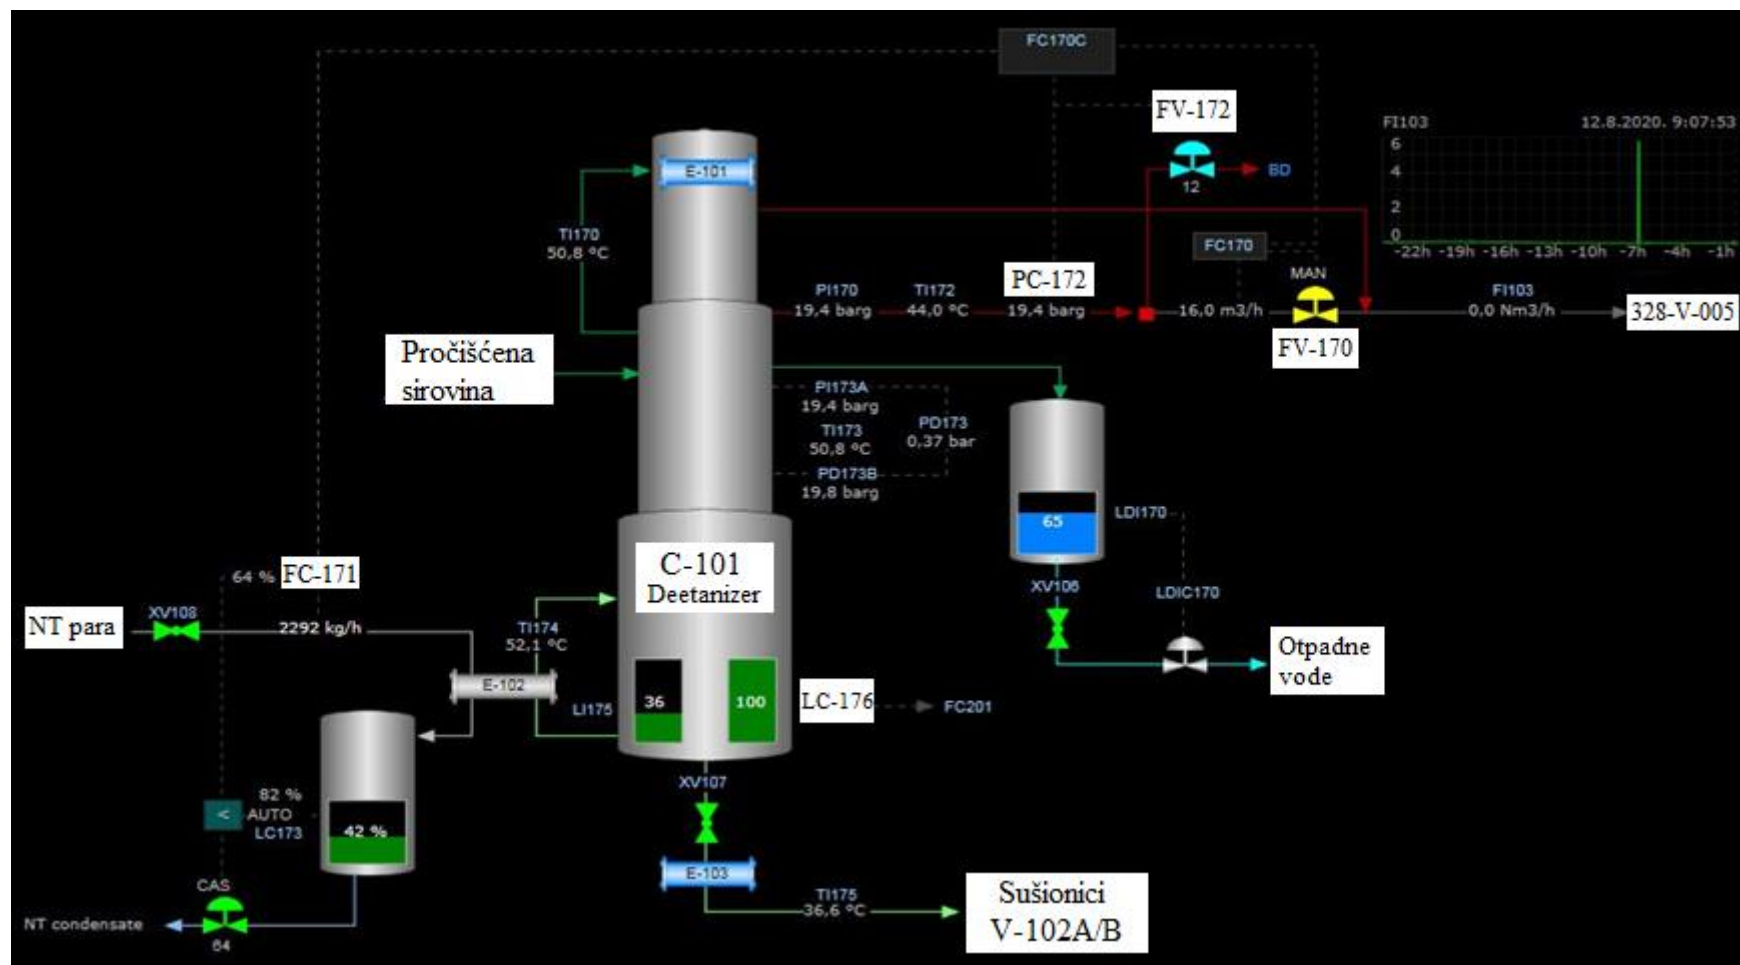 FC170C
FV-172
12
BD
FI103
12.8.2020. 9:07:53
6
4
2
0
-22h -19h -16h -13h -10h -7h -4h -1h
E-101
TI170
50,8 °C
FC170
PC-172
MAN
PI170
19,4 barg
TI172
44,0 °C
19,4 barg
16,0 m3/h
FI103
0,0 Nm3/h
328-V-005
FV-170
Pročišćena
sirovina
PI173A
19,4 barg
TI173
50,8 °C
PD173
0,37 bar
PD173B
19,8 barg
65
LDI170
C-101
Deetanizer
64 %
FC-171
XV106
LDIC170
NT para
XV108
2292 kg/h
TI174
52,1 °C
Otpadne
vode
E-102
LI175
36
100
LC-176
FC201
XV107
82 %
<
AUTO
LC173
42 %
E-103
CAS
TI175
36,6 °C
Sušionici
V-102A/B
NT condensate
64